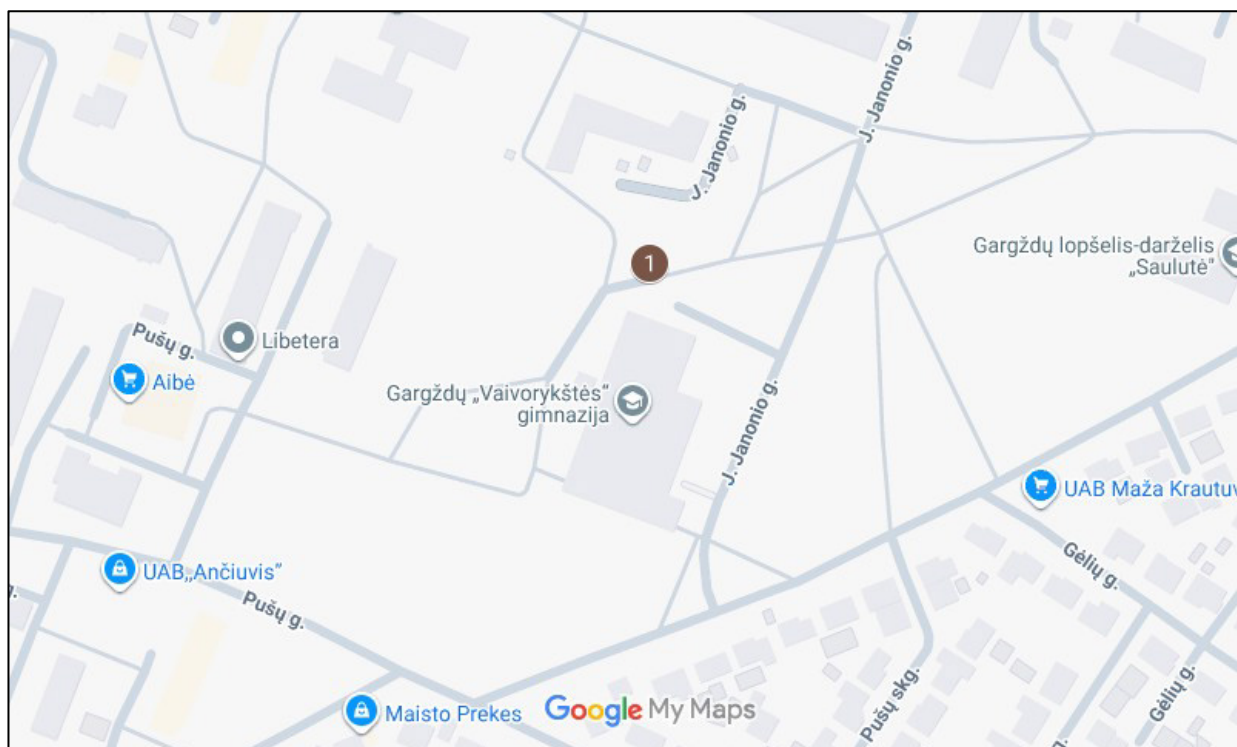 J. Janonio g.
J. Janonio g.
1
Gargždų lopšelis-darželis
„Saulutė"
Pušų g.
Libetera
Aibė
Gargždų „Vaivorykštės"
gimnazija
J. Janonio g.
UAB Maža Krautuv
UAB,,Ančiuvis"
Gėlių g.
Pušų g.
g.
Gėlių g.
Pušų skg.
g.
Maisto Prekes
Google My Maps